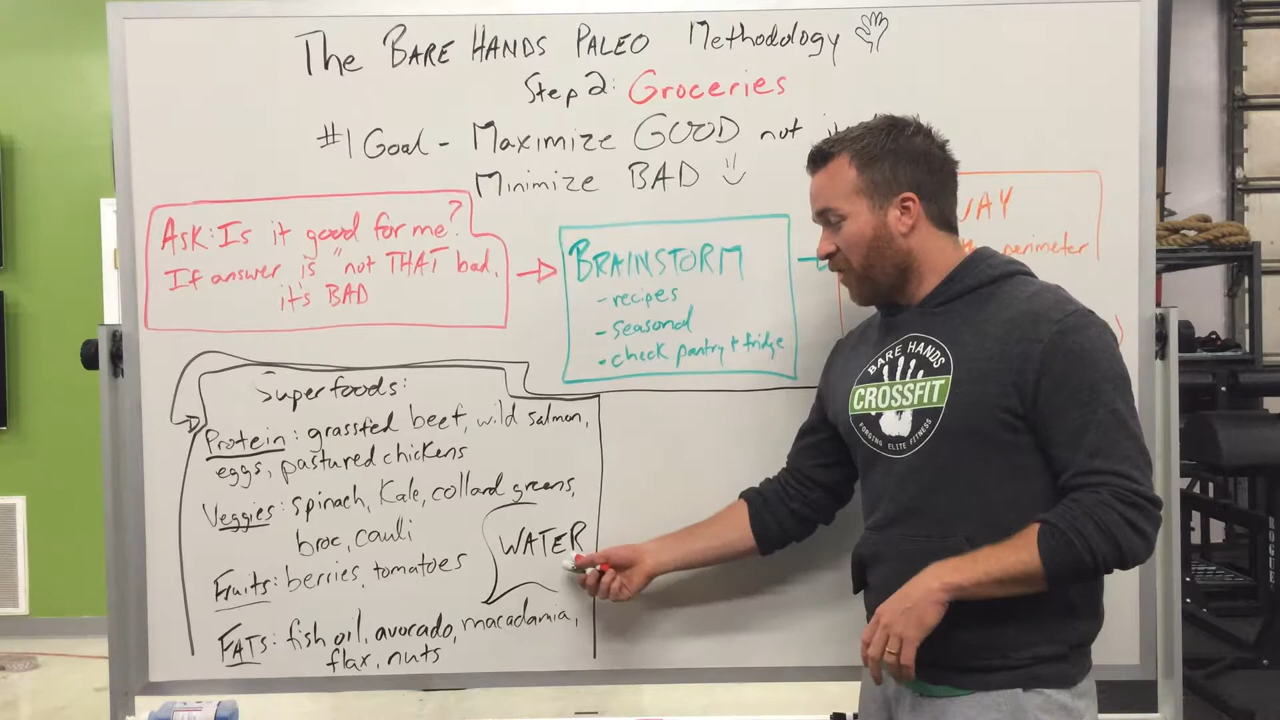 The BARE HANDS PALEO Methodology
Step 2: Groceries
#1 Goal - Maximize GOOD not
Minimize BAD
ASK: Is it good for me?
If answer is "not THAT bad,
it's BAD
BRAINSTORM
- recipes
- seasonal
- check pantry + fridge
perimeter
Superfoods:
Protein: grassfed beef, wild salmon,
eggs, pastured chickens
Veggies: spinach, Kale, collard greens,
broc, cauli
WATER
Fruits: berries, tomatoes
FATS: fish oil, avocado, macadamia,
flax, nuts
BARE HANDS
CROSSFIT
FORGING ELITE FITNESS